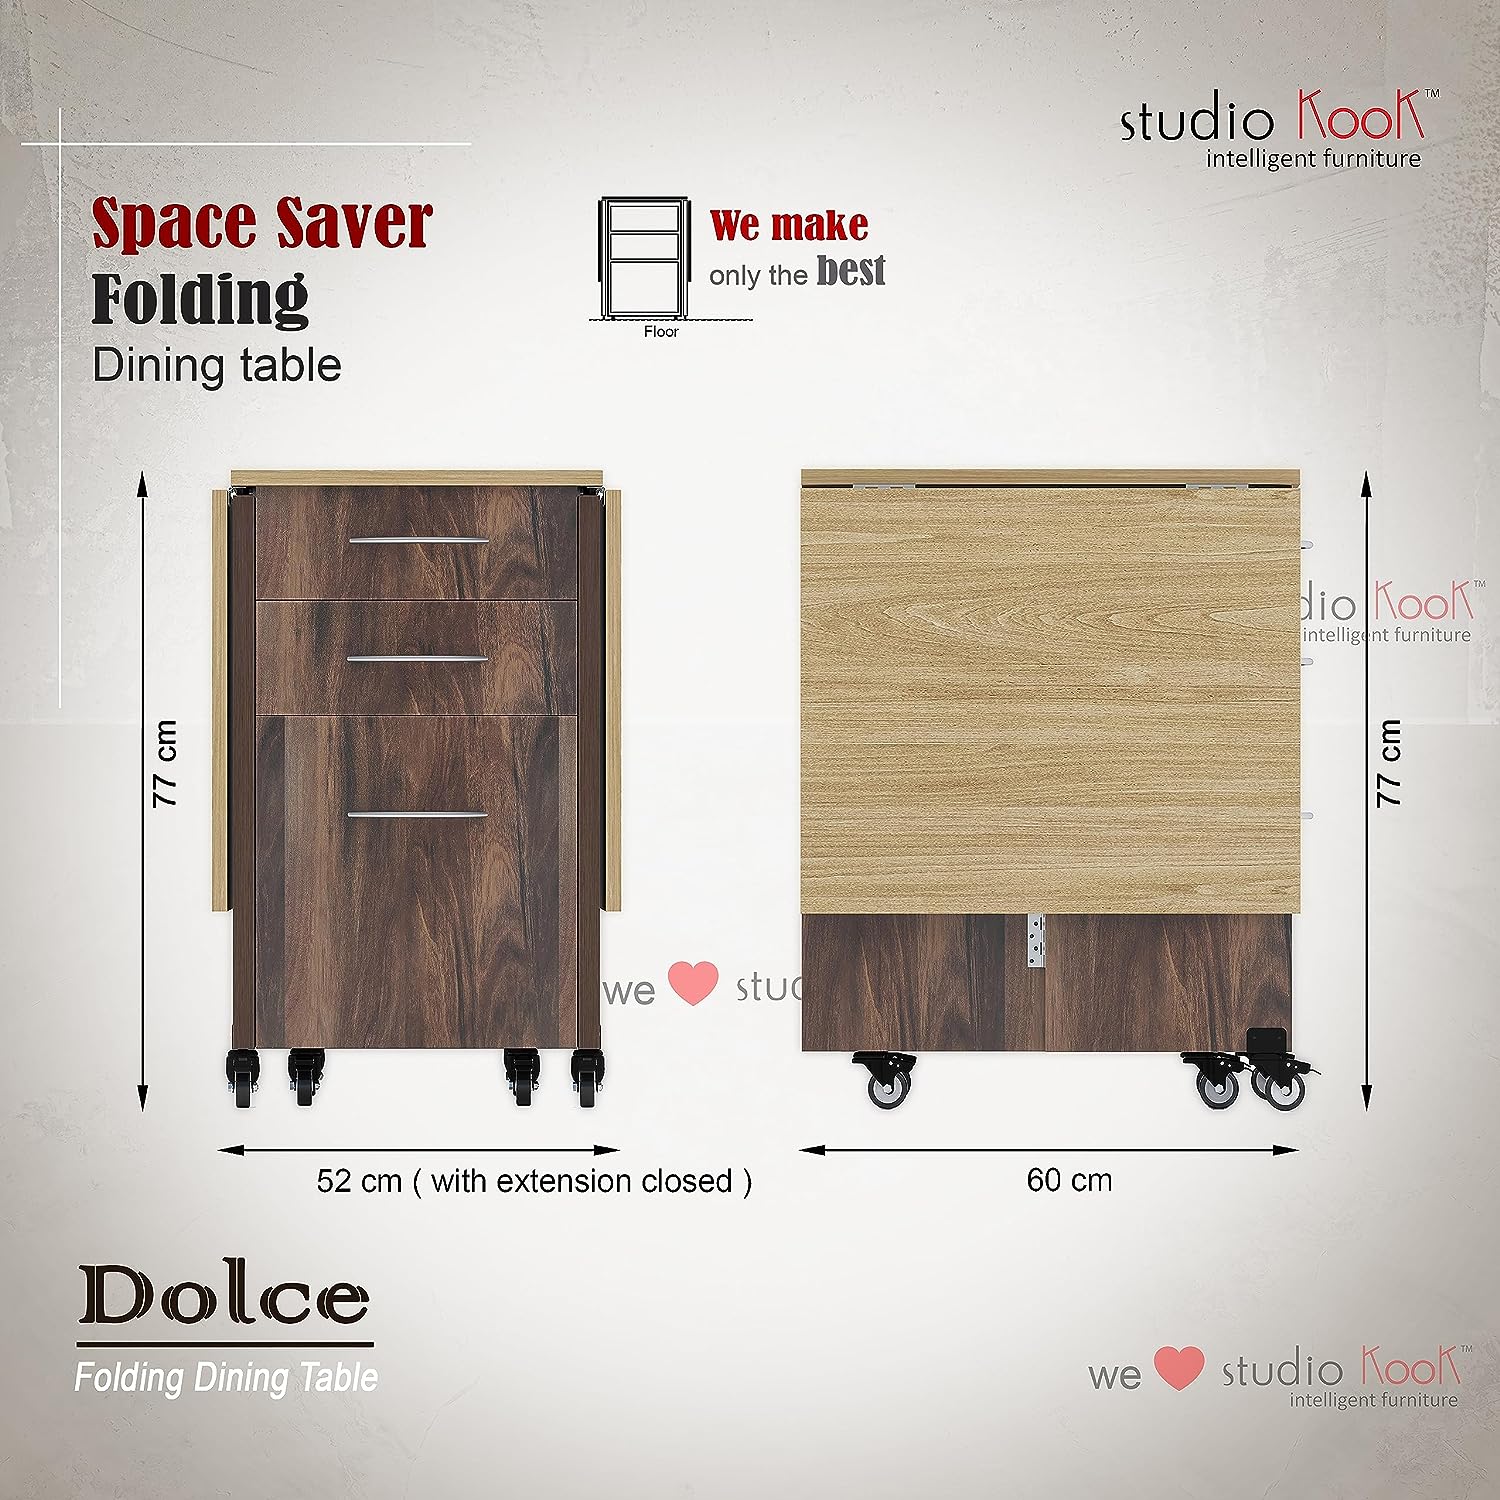 studio KooK™
intelligent furniture
Space Saver
Folding
Dining table
We make
only the best
Floor
77 cm
77 cm
dio KooK™
intelligent furniture
we ❤ stud
52 cm ( with extension closed )
60 cm
Dolce
Folding Dining Table
we ❤ studio KooK™
intelligent furniture